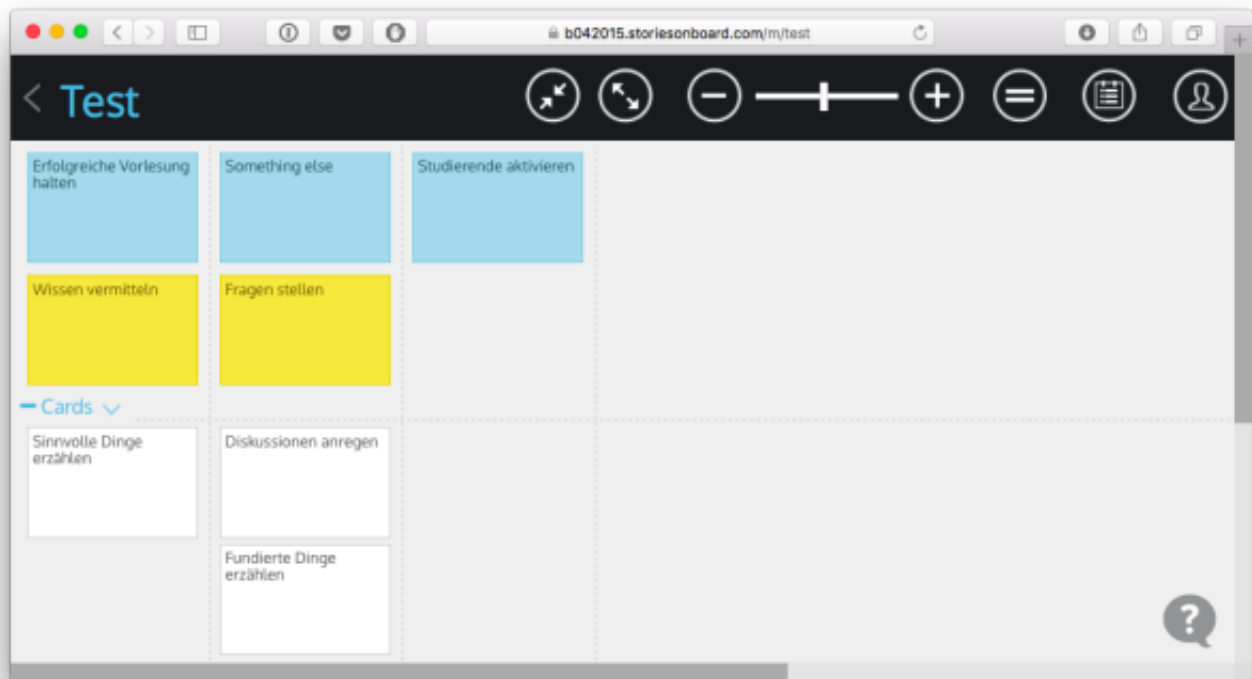 b042015.storiesonboard.com/m/test
Test
Erfolgreiche Vorlesung
halten
Something else
Studierende aktivieren
Wissen vermitteln
Fragen stellen
Cards
Sinnvolle Dinge
erzählen
Diskussionen anregen
Fundierte Dinge
erzählen